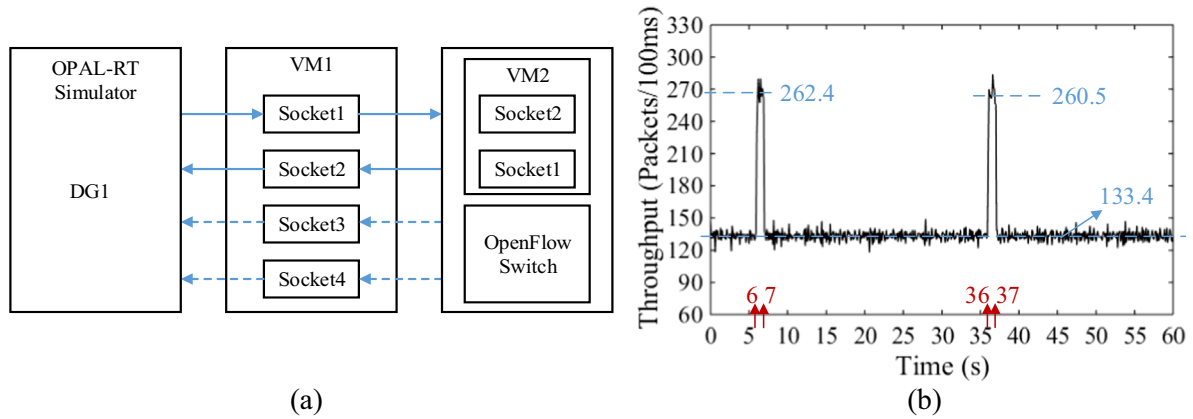 OPAL-RT
Simulator
DG1
VM1
Socket1
Socket2
Socket3
Socket4
VM2
Socket2
Socket1
OpenFlow
Switch
(a)
Throughput (Packets/100ms)
330
300
270
240
210
180
150
120
90
60
262.4
260.5
133.4
6 7
36 37
0 5 10 15 20 25 30 35 40 45 50 55 60
Time (s)
(b)